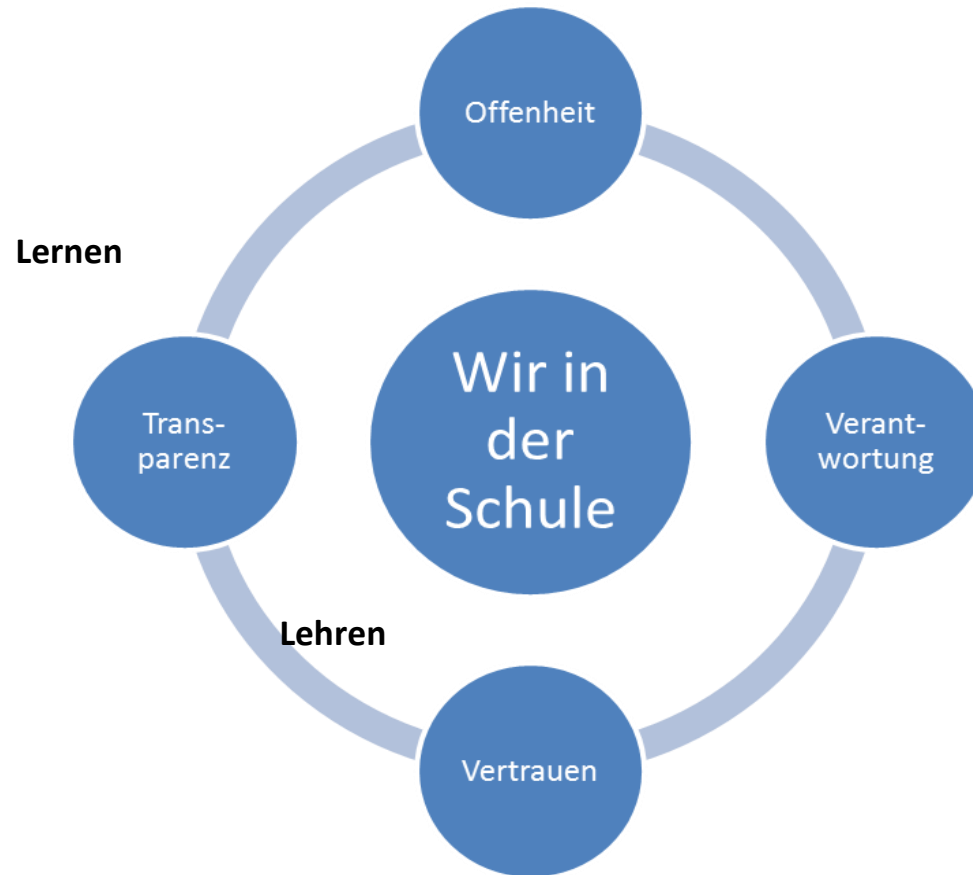 Offenheit
Lernen
Wir in
der
Schule
Trans-
parenz
Verant-
wortung
Lehren
Vertrauen